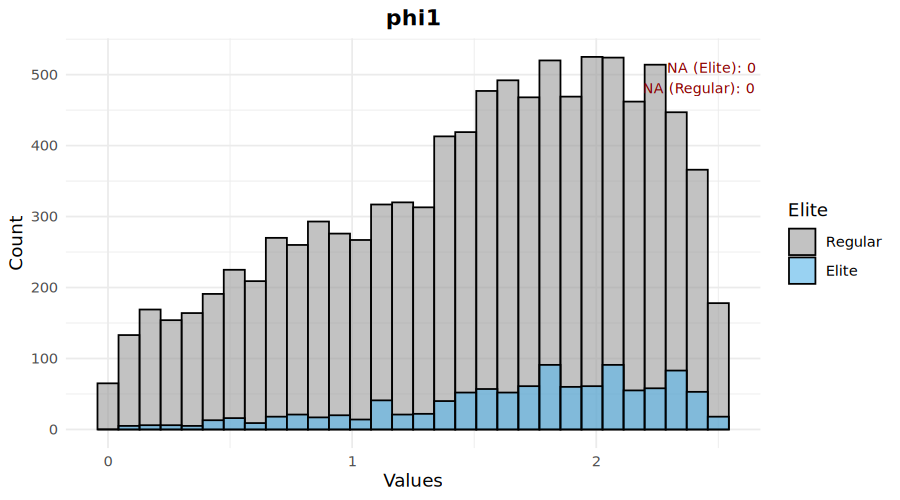 phi1
NA (Elite): 0
NA (Regular): 0
500
400
300
200
100
0
Count
0 1 2
Values
Elite
Regular
Elite